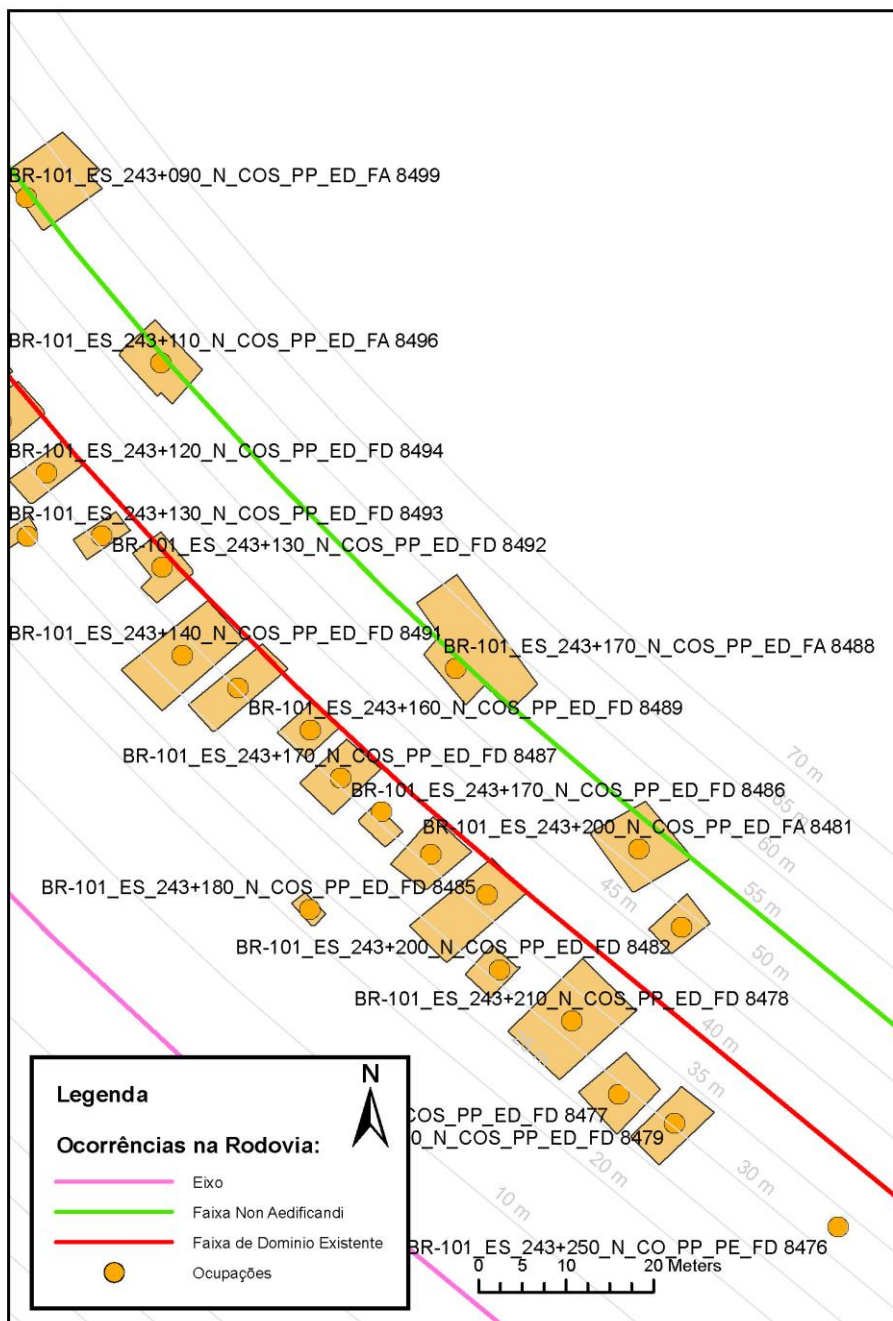 BR-101_ES_243+090_N_COS_PP_ED_FA 8499
BR-101_ES_243+110_N_COS_PP_ED_FA 8496
BR-101_ES_243+120_N_COS_PP_ED_FD 8494
BR-101_ES_243+130_N_COS_PP_ED_FD 8493
BR-101_ES_243+130_N_COS_PP_ED_FD 8492
BR-101_ES_243+140_N_COS_PP_ED_FD 8491
BR-101_ES_243+170_N_COS_PP_ED_FA 8488
BR-101_ES_243+160_N_COS_PP_ED_FD 8489
BR-101_ES_243+170_N_COS_PP_ED_FD 8487
70 m
BR-101_ES_243+170_N_COS_PP_ED_FD 8486
65 m
BR-101_ES_243+200_N_COS_PP_ED_FA 8481
60 m
BR-101_ES_243+180_N_COS_PP_ED_FD 8485
45 m
55 m
BR-101_ES_243+200_N_COS_PP_ED_FD 8482
50 m
BR-101_ES_243+210_N_COS_PP_ED_FD 8478
40 m
25 m
35 m
COS_PP_ED_FD 8477
0_N_COS_PP_ED_FD 8479
20 m
30 m
10 m
BR-101_ES_243+250_N_CO_PP_PE_FD 8476
0 5 10 20 Meters
N
Legenda
Ocorrências na Rodovia:
Eixo
Faixa Non Aedificandi
Faixa de Dominio Existente
Ocupações